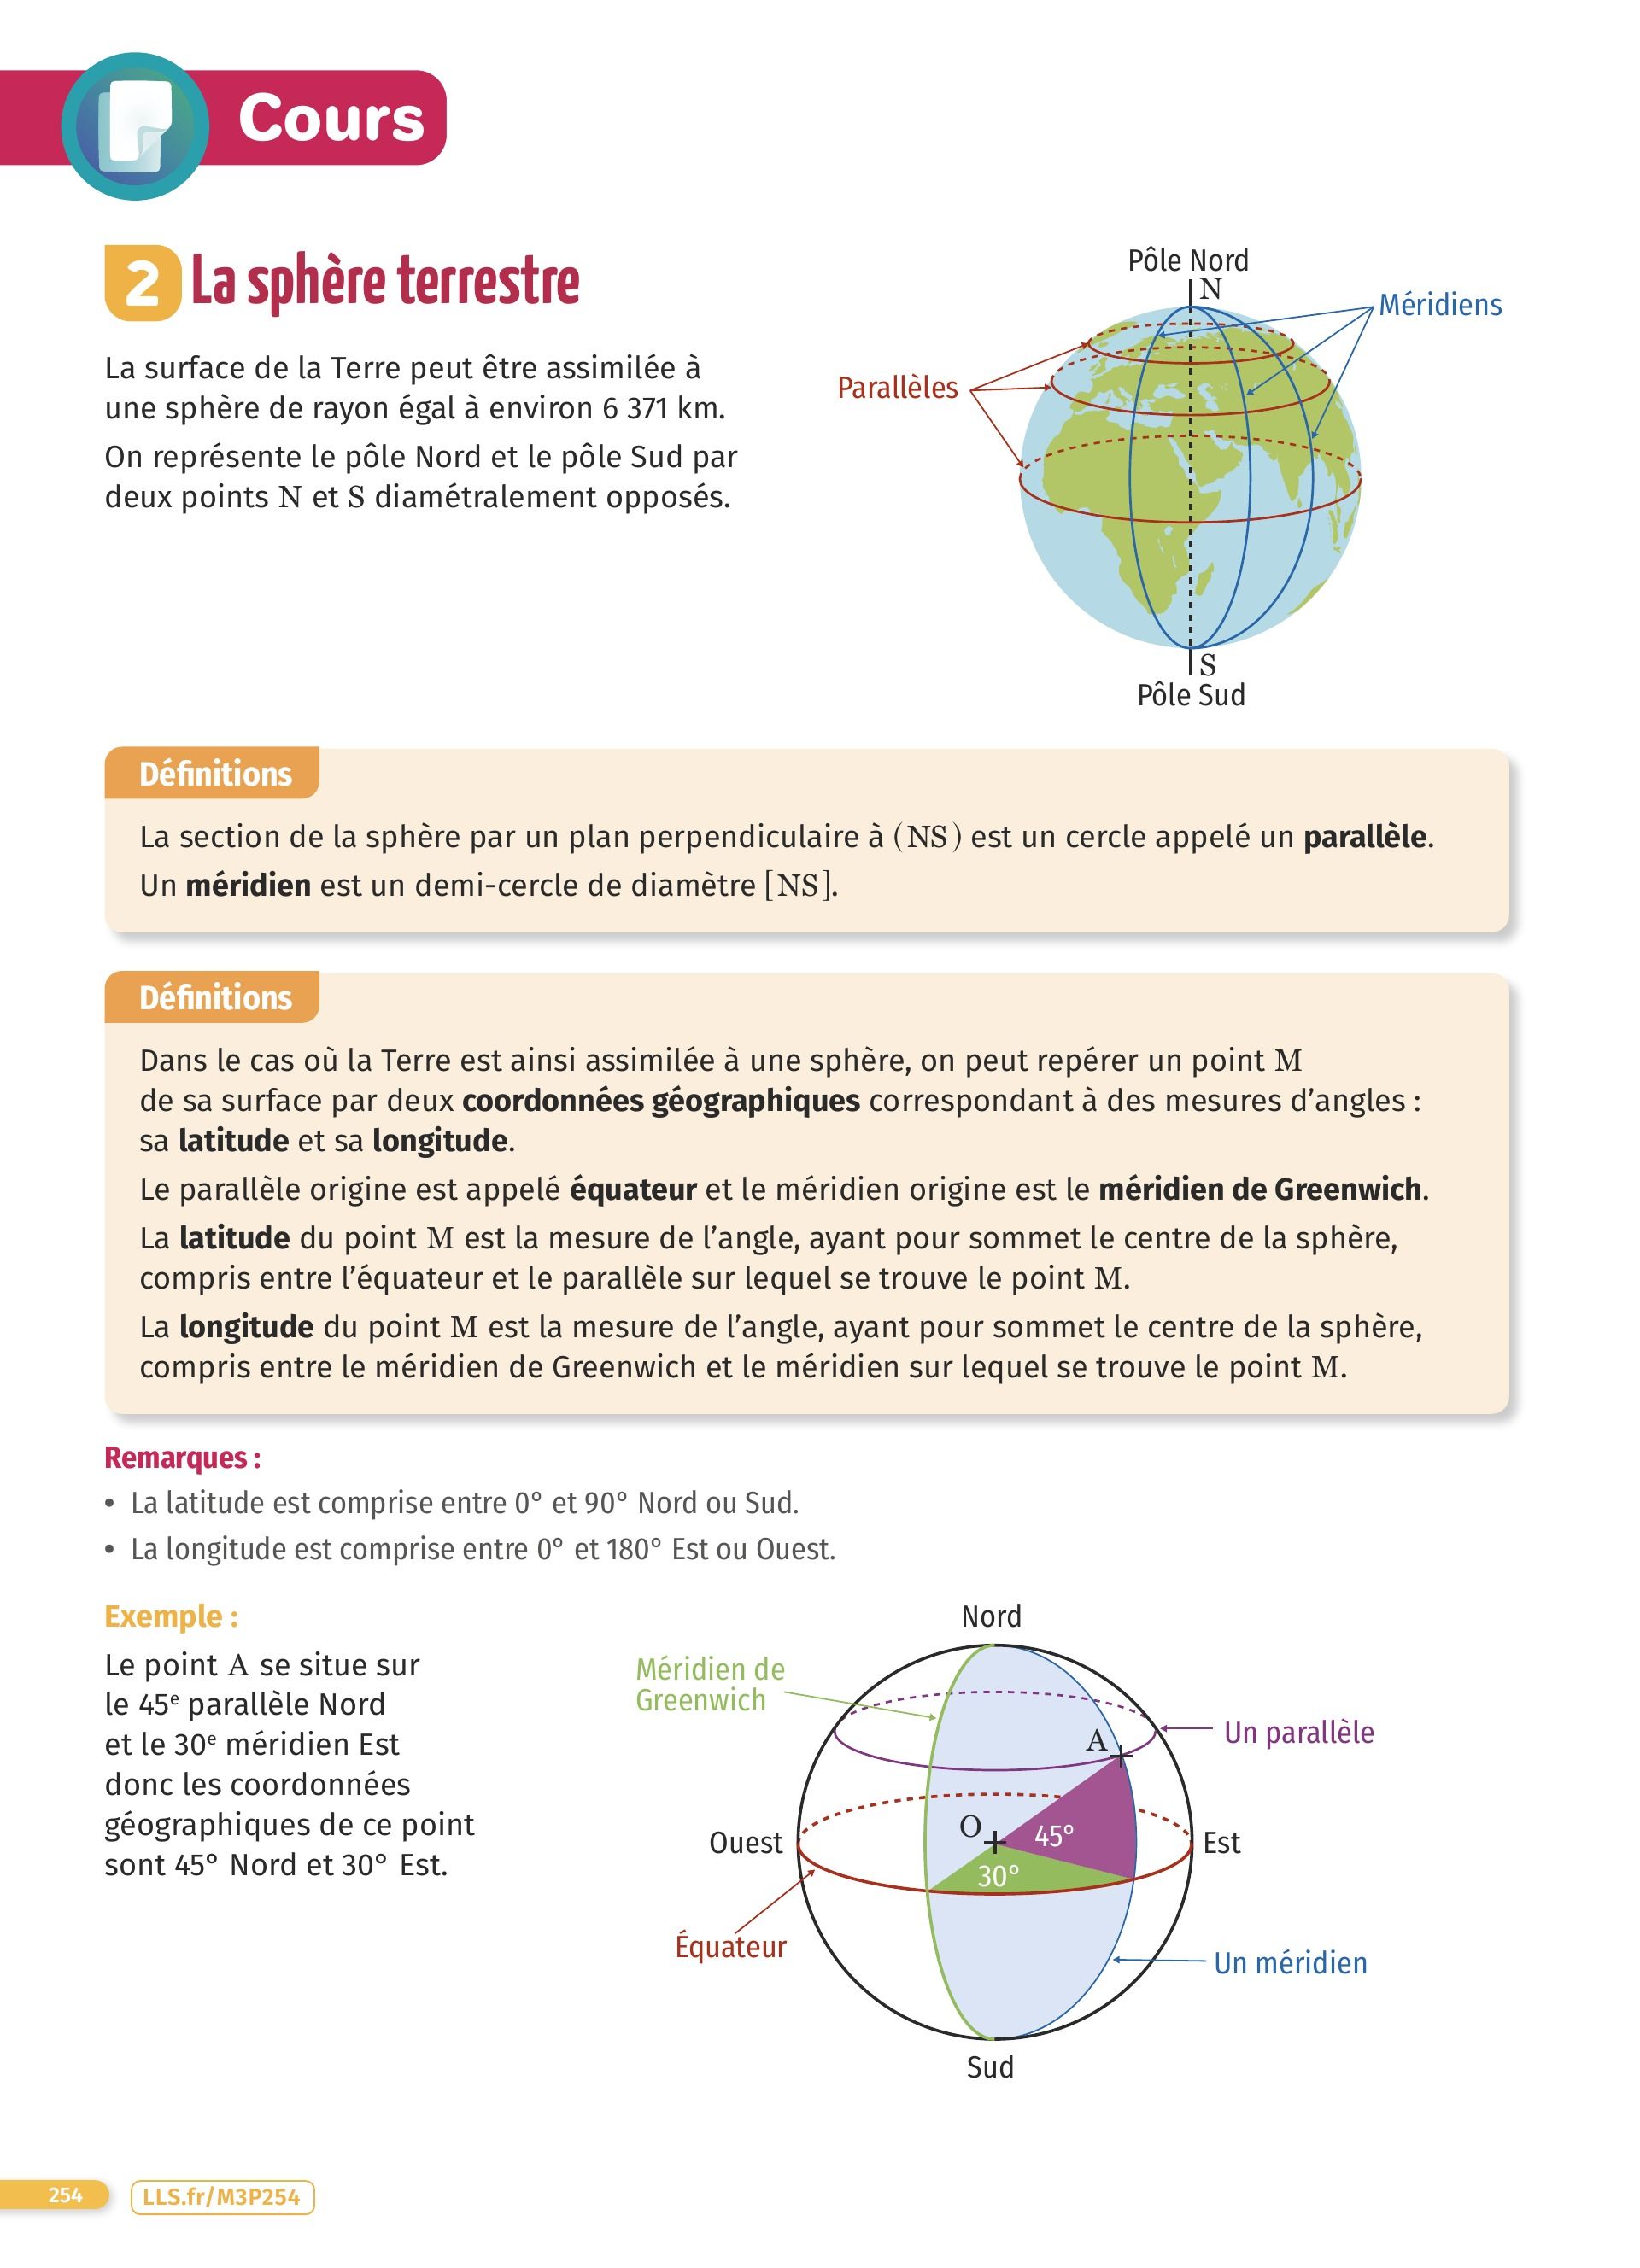 Cours
2 La sphère terrestre
La surface de la Terre peut être assimilée à
une sphère de rayon égal à environ 6 371 km.
On représente le pôle Nord et le pôle Sud par
deux points N et S diamétralement opposés.
Pôle Nord
N
Méridiens
Parallèles
S
Pôle Sud
Définitions
La section de la sphère par un plan perpendiculaire à (NS) est un cercle appelé un parallèle.
Un méridien est un demi-cercle de diamètre [NS].
Définitions
Dans le cas où la Terre est ainsi assimilée à une sphère, on peut repérer un point M
de sa surface par deux coordonnées géographiques correspondant à des mesures d’angles :
sa latitude et sa longitude.
Le parallèle origine est appelé équateur et le méridien origine est le méridien de Greenwich.
La latitude du point M est la mesure de l’angle, ayant pour sommet le centre de la sphère,
compris entre l’équateur et le parallèle sur lequel se trouve le point M.
La longitude du point M est la mesure de l’angle, ayant pour sommet le centre de la sphère,
compris entre le méridien de Greenwich et le méridien sur lequel se trouve le point M.
Remarques :
• La latitude est comprise entre 0° et 90° Nord ou Sud.
• La longitude est comprise entre 0° et 180° Est ou Ouest.
Exemple :
Le point A se situe sur
le 45e parallèle Nord
et le 30e méridien Est
donc les coordonnées
géographiques de ce point
sont 45° Nord et 30° Est.
Nord
Méridien de
Greenwich
Un parallèle
A
O
45°
30°
Ouest
Est
Équateur
Un méridien
Sud
254
LLS.fr/M3P254